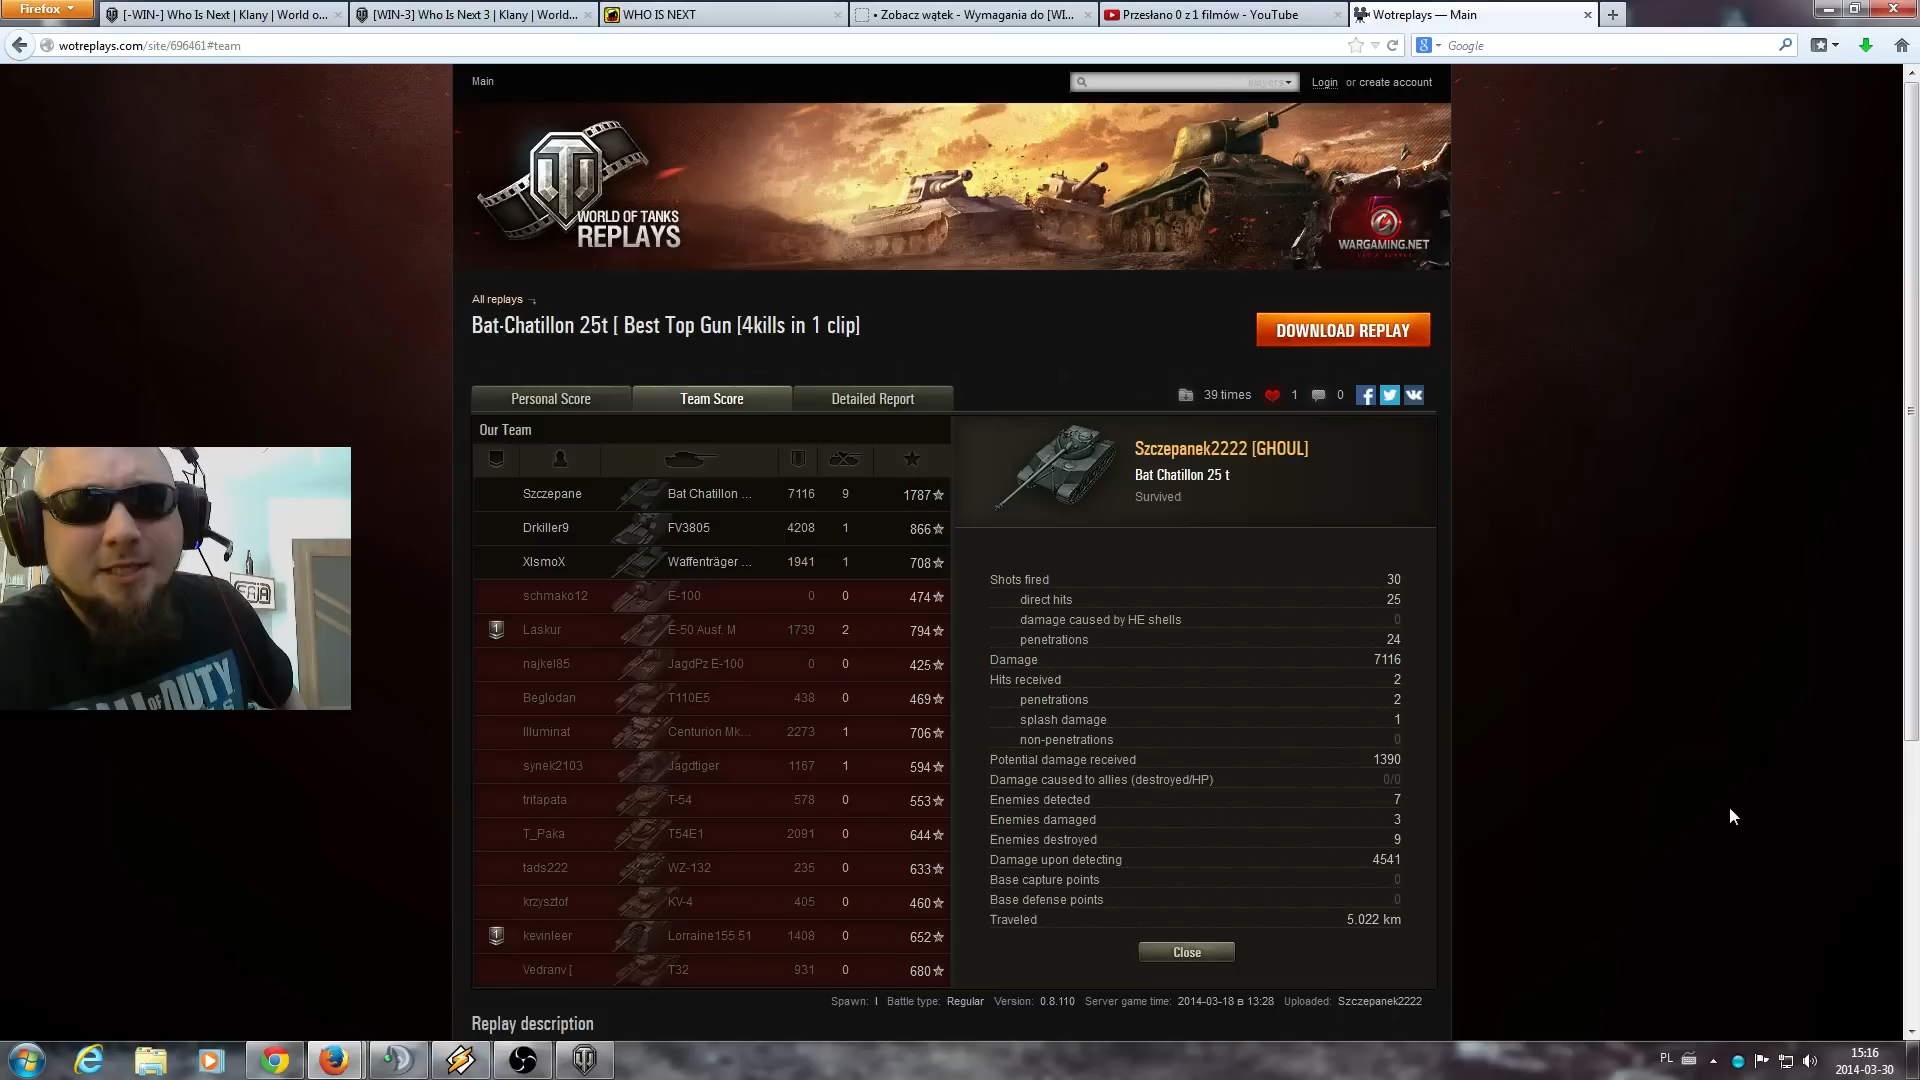 Firefox
[-WIN-] Who Is Next | Klany | World o...
[WIN-3] Who Is Next 3 | Klany | World...
WHO IS NEXT
• Zobacz wątek - Wymagania do [WI...
Przesłano 0 z 1 filmów - YouTube
Wotreplays — Main
wotreplays.com/site/696461#team
Google
Main
players
Login or create account
WORLD OF TANKS
REPLAYS
WARGAMING.NET
All replays
Bat-Chatillon 25t [ Best Top Gun [4kills in 1 clip]
DOWNLOAD REPLAY
Personal Score
Team Score
Detailed Report
39 times
1
0
Our Team
Szczepane Bat Chatillon ... 7116 9 1787
Drkiller9 FV3805 4208 1 866
XIsmoX Waffenträger ... 1941 1 708
schmako12 E-100 0 0 474
1 Laskur E-50 Ausf. M 1739 2 794
najkel85 JagdPz E-100 0 0 425
Beglodan T110E5 438 0 469
Illuminat Centurion Mk... 2273 1 706
synek2103 Jagdtiger 1167 1 594
tritapata T-54 578 0 553
T_Paka T54E1 2091 0 644
tads222 WZ-132 235 0 633
krzysztof KV-4 405 0 460
1 kevinleer Lorraine155 51 1408 0 652
Vedranv [ T32 931 0 680
Szczepanek2222 [GHOUL]
Bat Chatillon 25 t
Survived
Shots fired 30
direct hits 25
damage caused by HE shells 0
penetrations 24
Damage 7116
Hits received 2
penetrations 2
splash damage 1
non-penetrations 0
Potential damage received 1390
Damage caused to allies (destroyed/HP) 0/0
Enemies detected 7
Enemies damaged 3
Enemies destroyed 9
Damage upon detecting 4541
Base capture points 0
Base defense points 0
Traveled 5.022 km
Close
Spawn: I Battle type: Regular Version: 0.8.110 Server game time: 2014-03-18 в 13:28 Uploaded: Szczepanek2222
Replay description
PL
15:16
2014-03-30